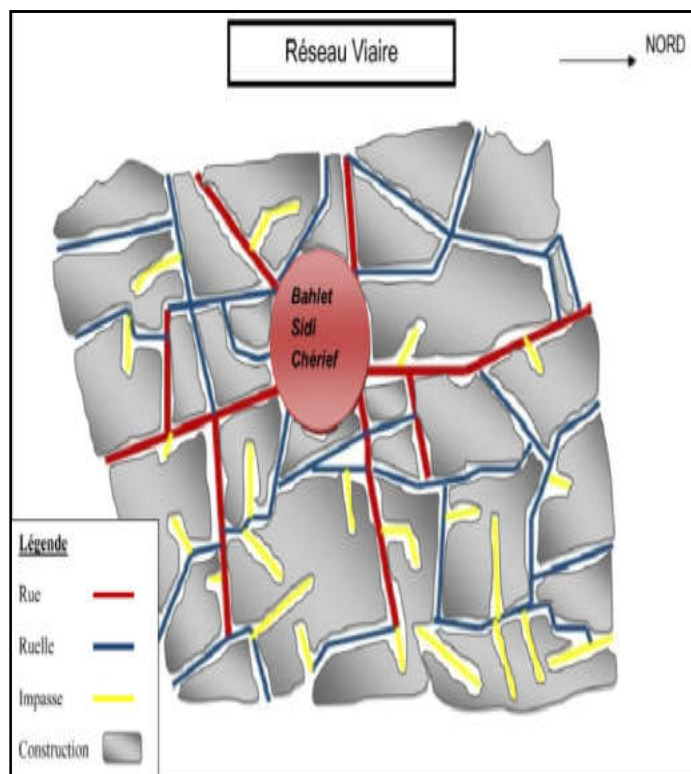 Réseau Viaire
NORD
Bahlet
Sidi
Chérief
Légende
Rue
Ruelle
Impasse
Construction